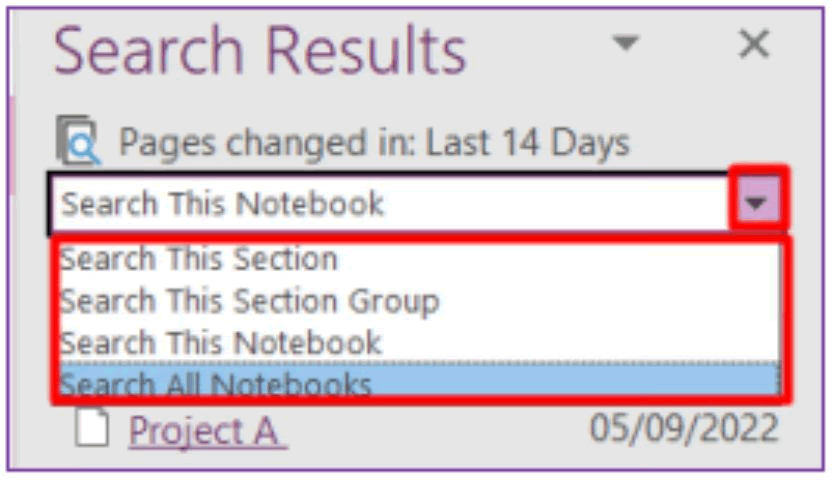 Search Results
Pages changed in: Last 14 Days
Search This Notebook
Search This Section
Search This Section Group
Search This Notebook
Search All Notebooks
Project A 05/09/2022